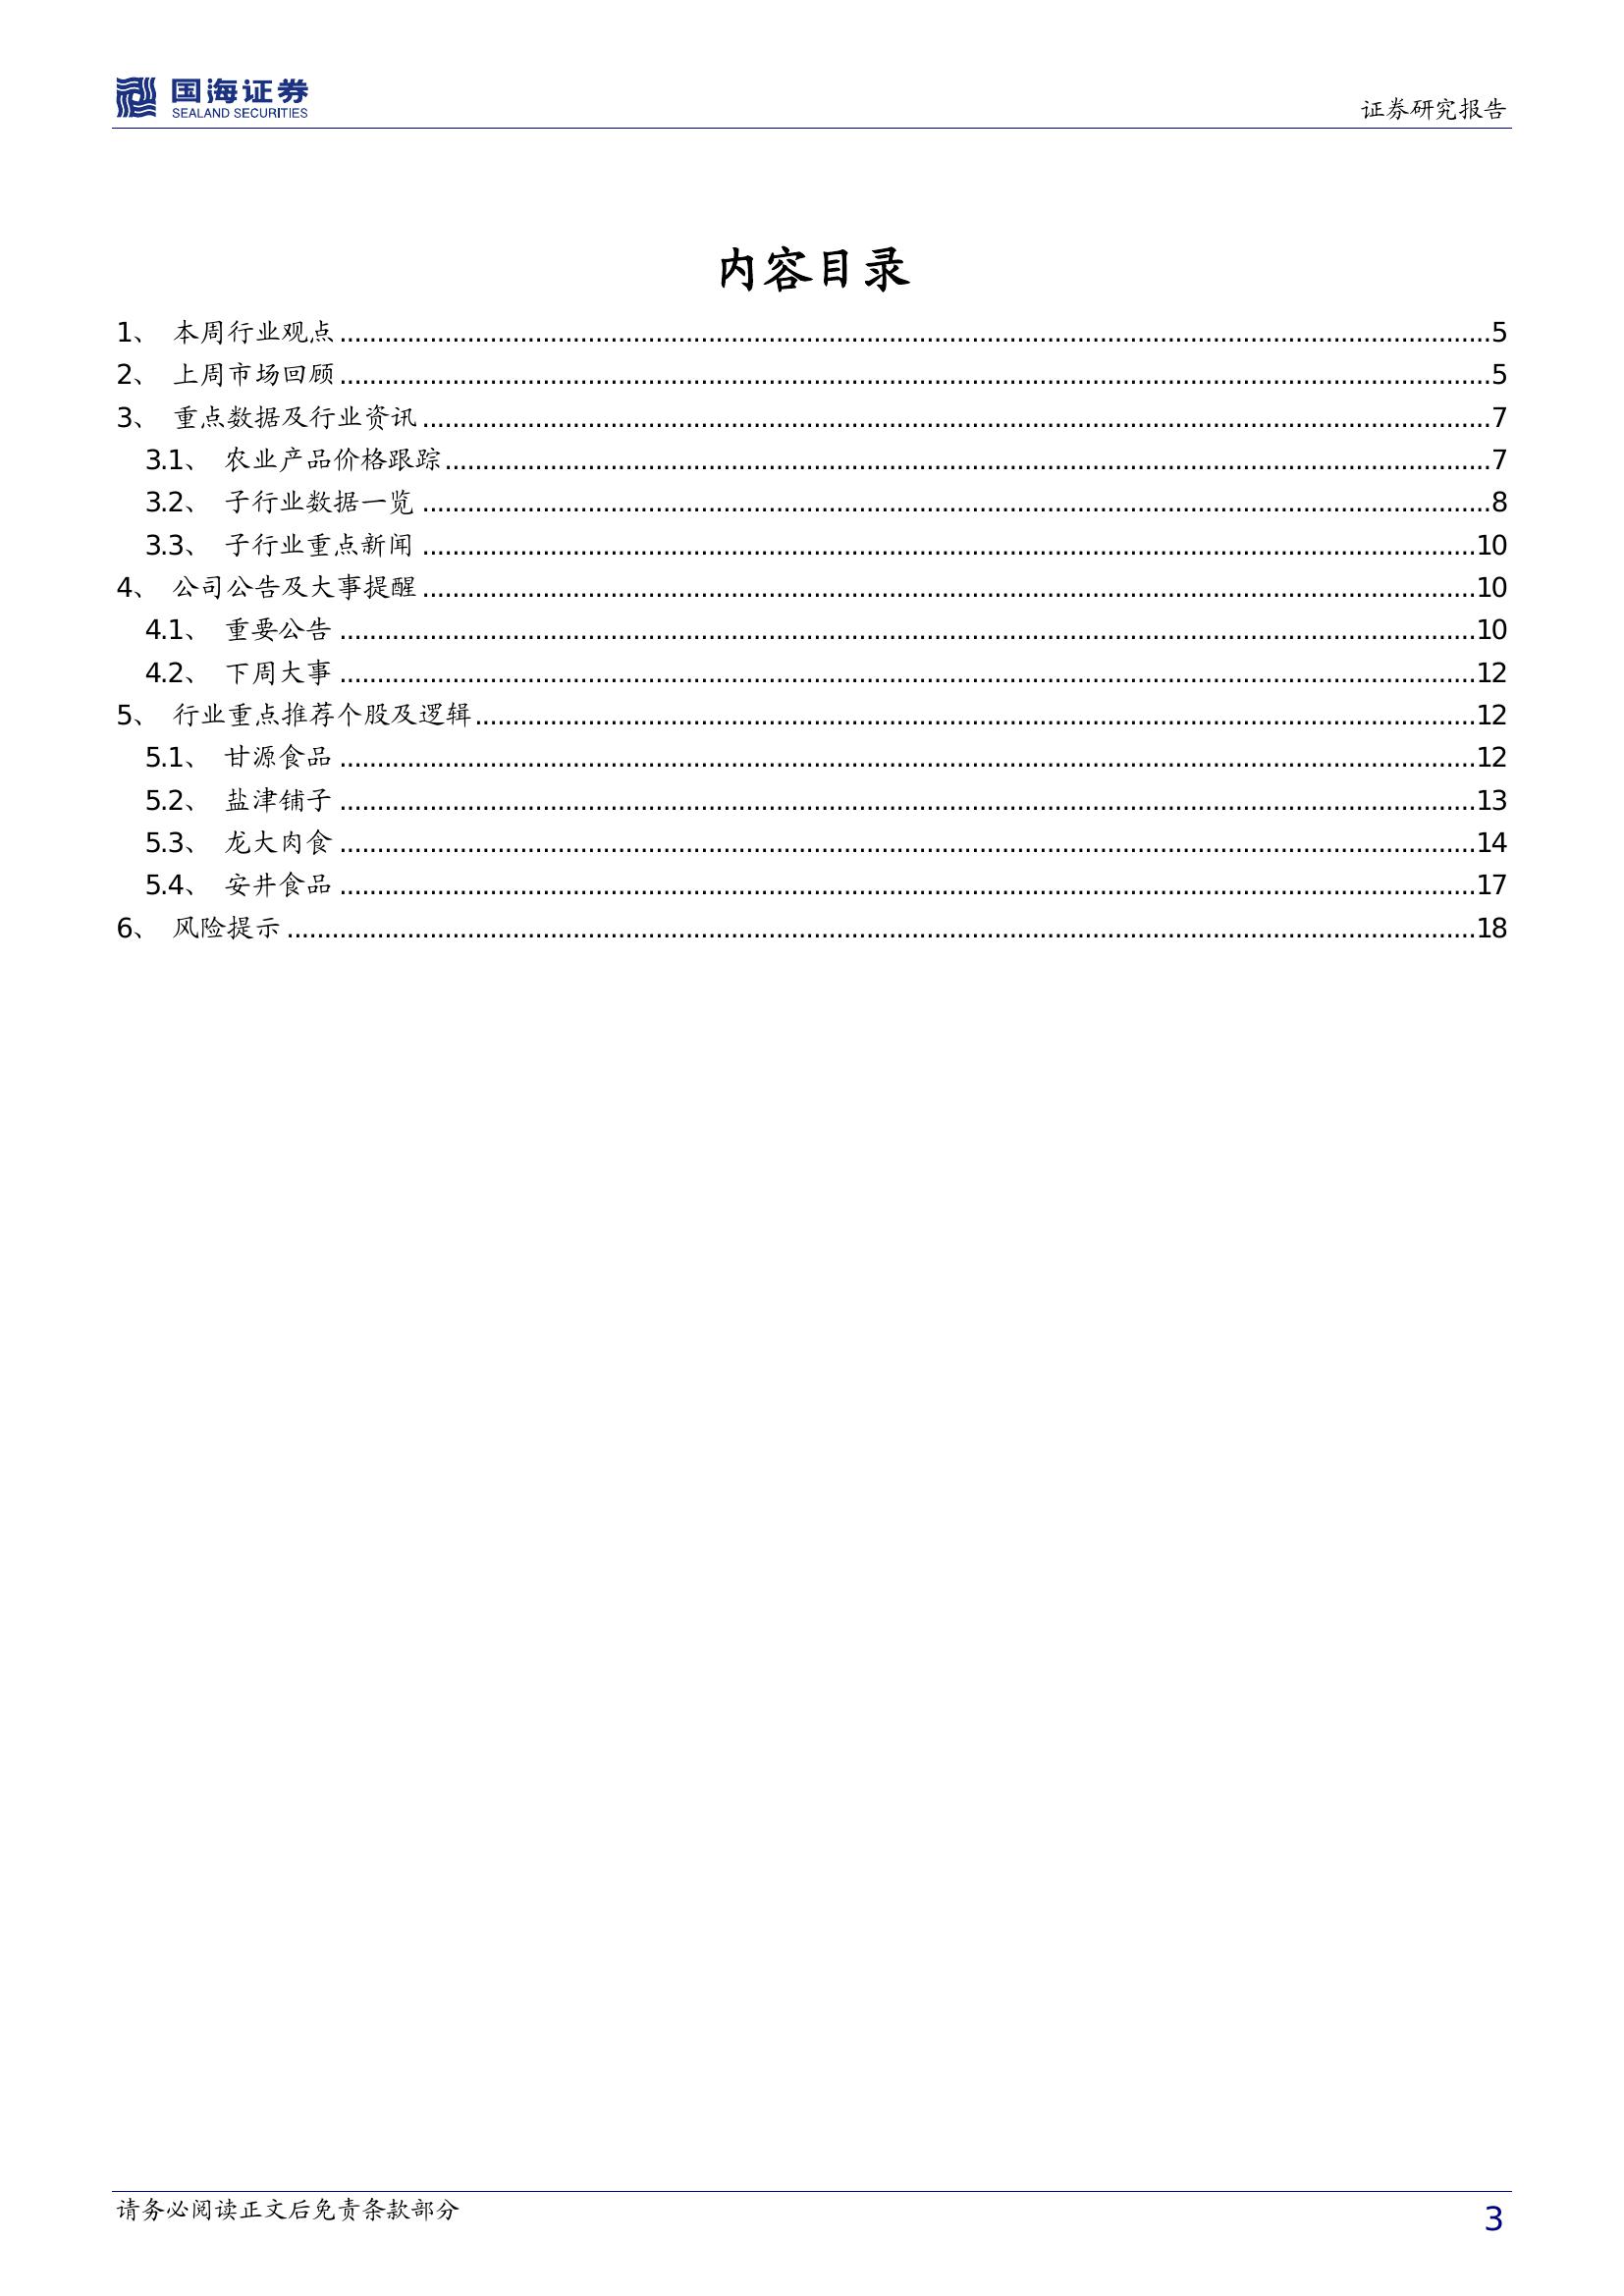 国海证券
SEALAND SECURITIES
证券研究报告
内容目录
1、 本周行业观点........................................5
2、 上周市场回顾........................................5
3、 重点数据及行业资讯........................................7
3.1、 农业产品价格跟踪........................................7
3.2、 子行业数据一览........................................8
3.3、 子行业重点新闻........................................10
4、 公司公告及大事提醒........................................10
4.1、 重要公告........................................10
4.2、 下周大事........................................12
5、 行业重点推荐个股及逻辑........................................12
5.1、 甘源食品........................................12
5.2、 盐津铺子........................................13
5.3、 龙大肉食........................................14
5.4、 安井食品........................................17
6、 风险提示........................................18
请务必阅读正文后免责条款部分
3